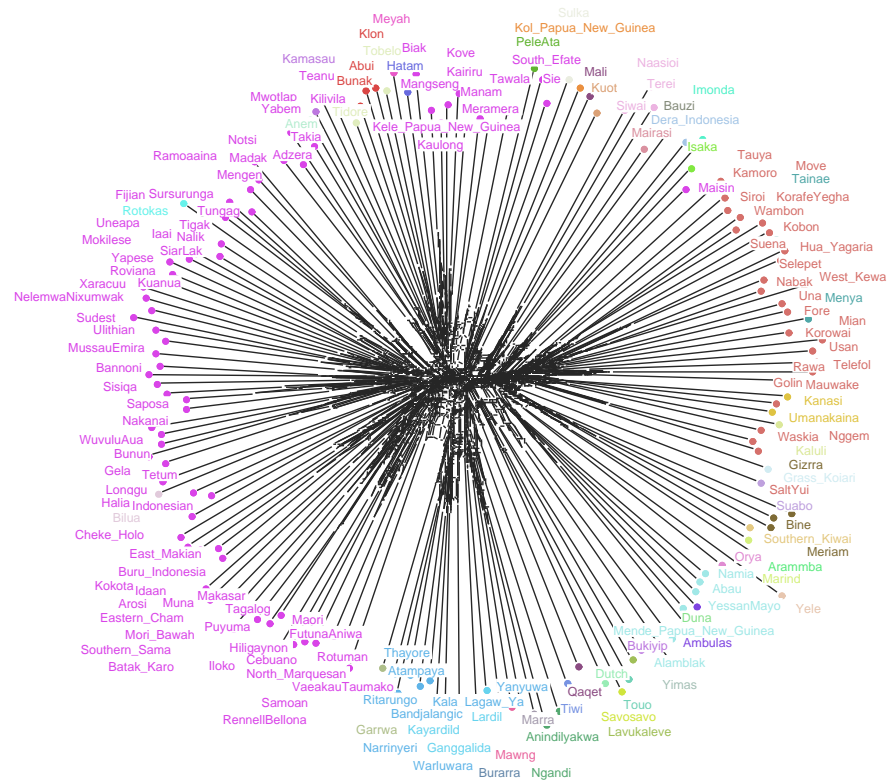 Sulka
Meyah
Kol_Papua_New_Guinea
Klon
PeleAta
Tobelo
Biak
Kove
Naasioi
Kamasau
Abui
Hatam
Kairiru
South_Efate
Mali
Terei
Imonda
Teanu
Bunak
Mangseng
Manam
Tawala
Sie
Kuot
Mwotlap
Kilivila
Siwai
Bauzi
Yabem
Tidore
Meramera
Dera_Indonesia
Anem
Kele_Papua_New_Guinea
Mairasi
Isaka
Notsi
Takia
Kaulong
Tauya
Ramoaaina
Madak
Adzera
Kamoro
Move
Tainae
Mengen
Maisin
Siroi
KorafeYegha
Fijian
Sursurunga
Rotokas
Tungag
Wambon
Uneapa
Tigak
Kobon
Mokilese
Iaai
Nalik
Suena
Hua_Yagaria
Yapese
SiarLak
Selepet
Roviana
Xaracuu
Kuanua
Nabak
West_Kewa
NelemwaNixumwak
Una
Menya
Sudest
Fore
Mian
Ulithian
Korowai
MussauEmira
Usan
Bannoni
Rawa
Telefol
Sisiqa
Golin
Mauwake
Saposa
Kanasi
Nakanai
Umanakaina
WuvuluAua
Waskia
Nggem
Bunun
Kaluli
Gela
Tetum
Gizrra
Grass_Koiari
Longgu
SaltYui
Halia
Indonesian
Suabo
Bilua
Bine
Cheke_Holo
Southern_Kiwai
East_Makian
Meriam
Orya
Buru_Indonesia
Arammba
Kokota
Idaan
Makasar
Namia
Marind
Arosi
Muna
Abau
Yele
Eastern_Cham
Tagalog
Maori
YessanMayo
Mori_Bawah
Puyuma
FutunaAniwa
Duna
Mende_Papua_New_Guinea
Southern_Sama
Hiligaynon
Thayore
Ambulas
Batak_Karo
Iloko
Cebuano
Rotuman
Bukiyip
North_Marquesan
Atampaya
Alamblak
VaeakauTaumako
Yanyuwa
Dutch
Yimas
Samoan
Ritarungo
Kala_Lagaw_Ya
Qaqet
Touo
RennellBellona
Bandjalangic
Lardil
Marra
Tiwi
Savosavo
Garrwa
Kayardild
Anindilyakwa
Lavukaleve
Narrinyeri
Ganggalida
Mawng
Warluwara
Burarra
Ngandi